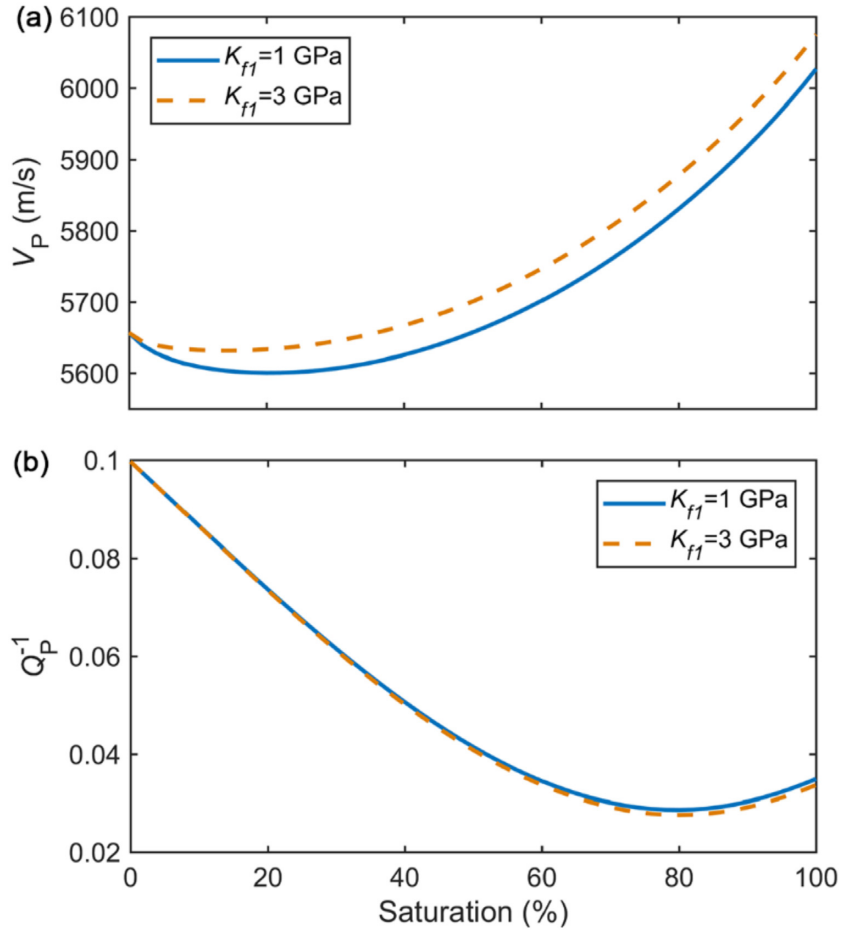 (a)
6100
6000
5900
5800
5700
5600
V_P (m/s)
K_f1=1 GPa
K_f1=3 GPa
(b)
0.1
0.08
0.06
0.04
0.02
Q_P^-1
K_f1=1 GPa
K_f1=3 GPa
0 20 40 60 80 100
Saturation (%)